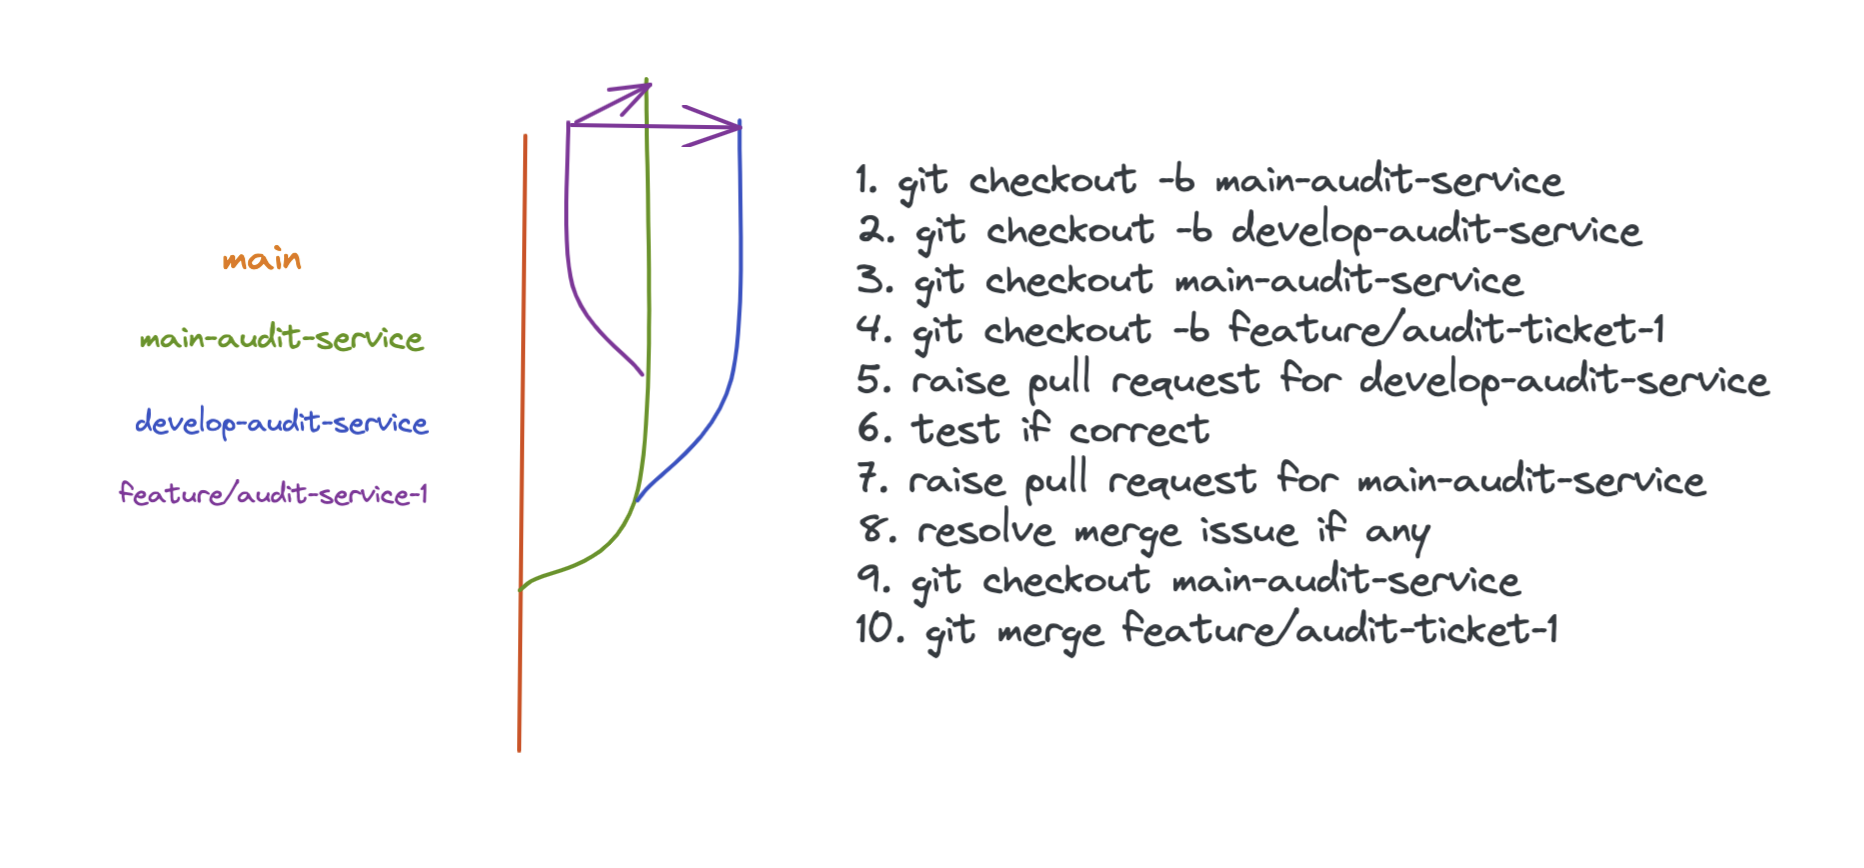 main
main-audit-service
develop-audit-service
feature/audit-service-1
1. git checkout -b main-audit-service
2. git checkout -b develop-audit-service
3. git checkout main-audit-service
4. git checkout -b feature/audit-ticket-1
5. raise pull request for develop-audit-service
6. test if correct
7. raise pull request for main-audit-service
8. resolve merge issue if any
9. git checkout main-audit-service
10. git merge feature/audit-ticket-1